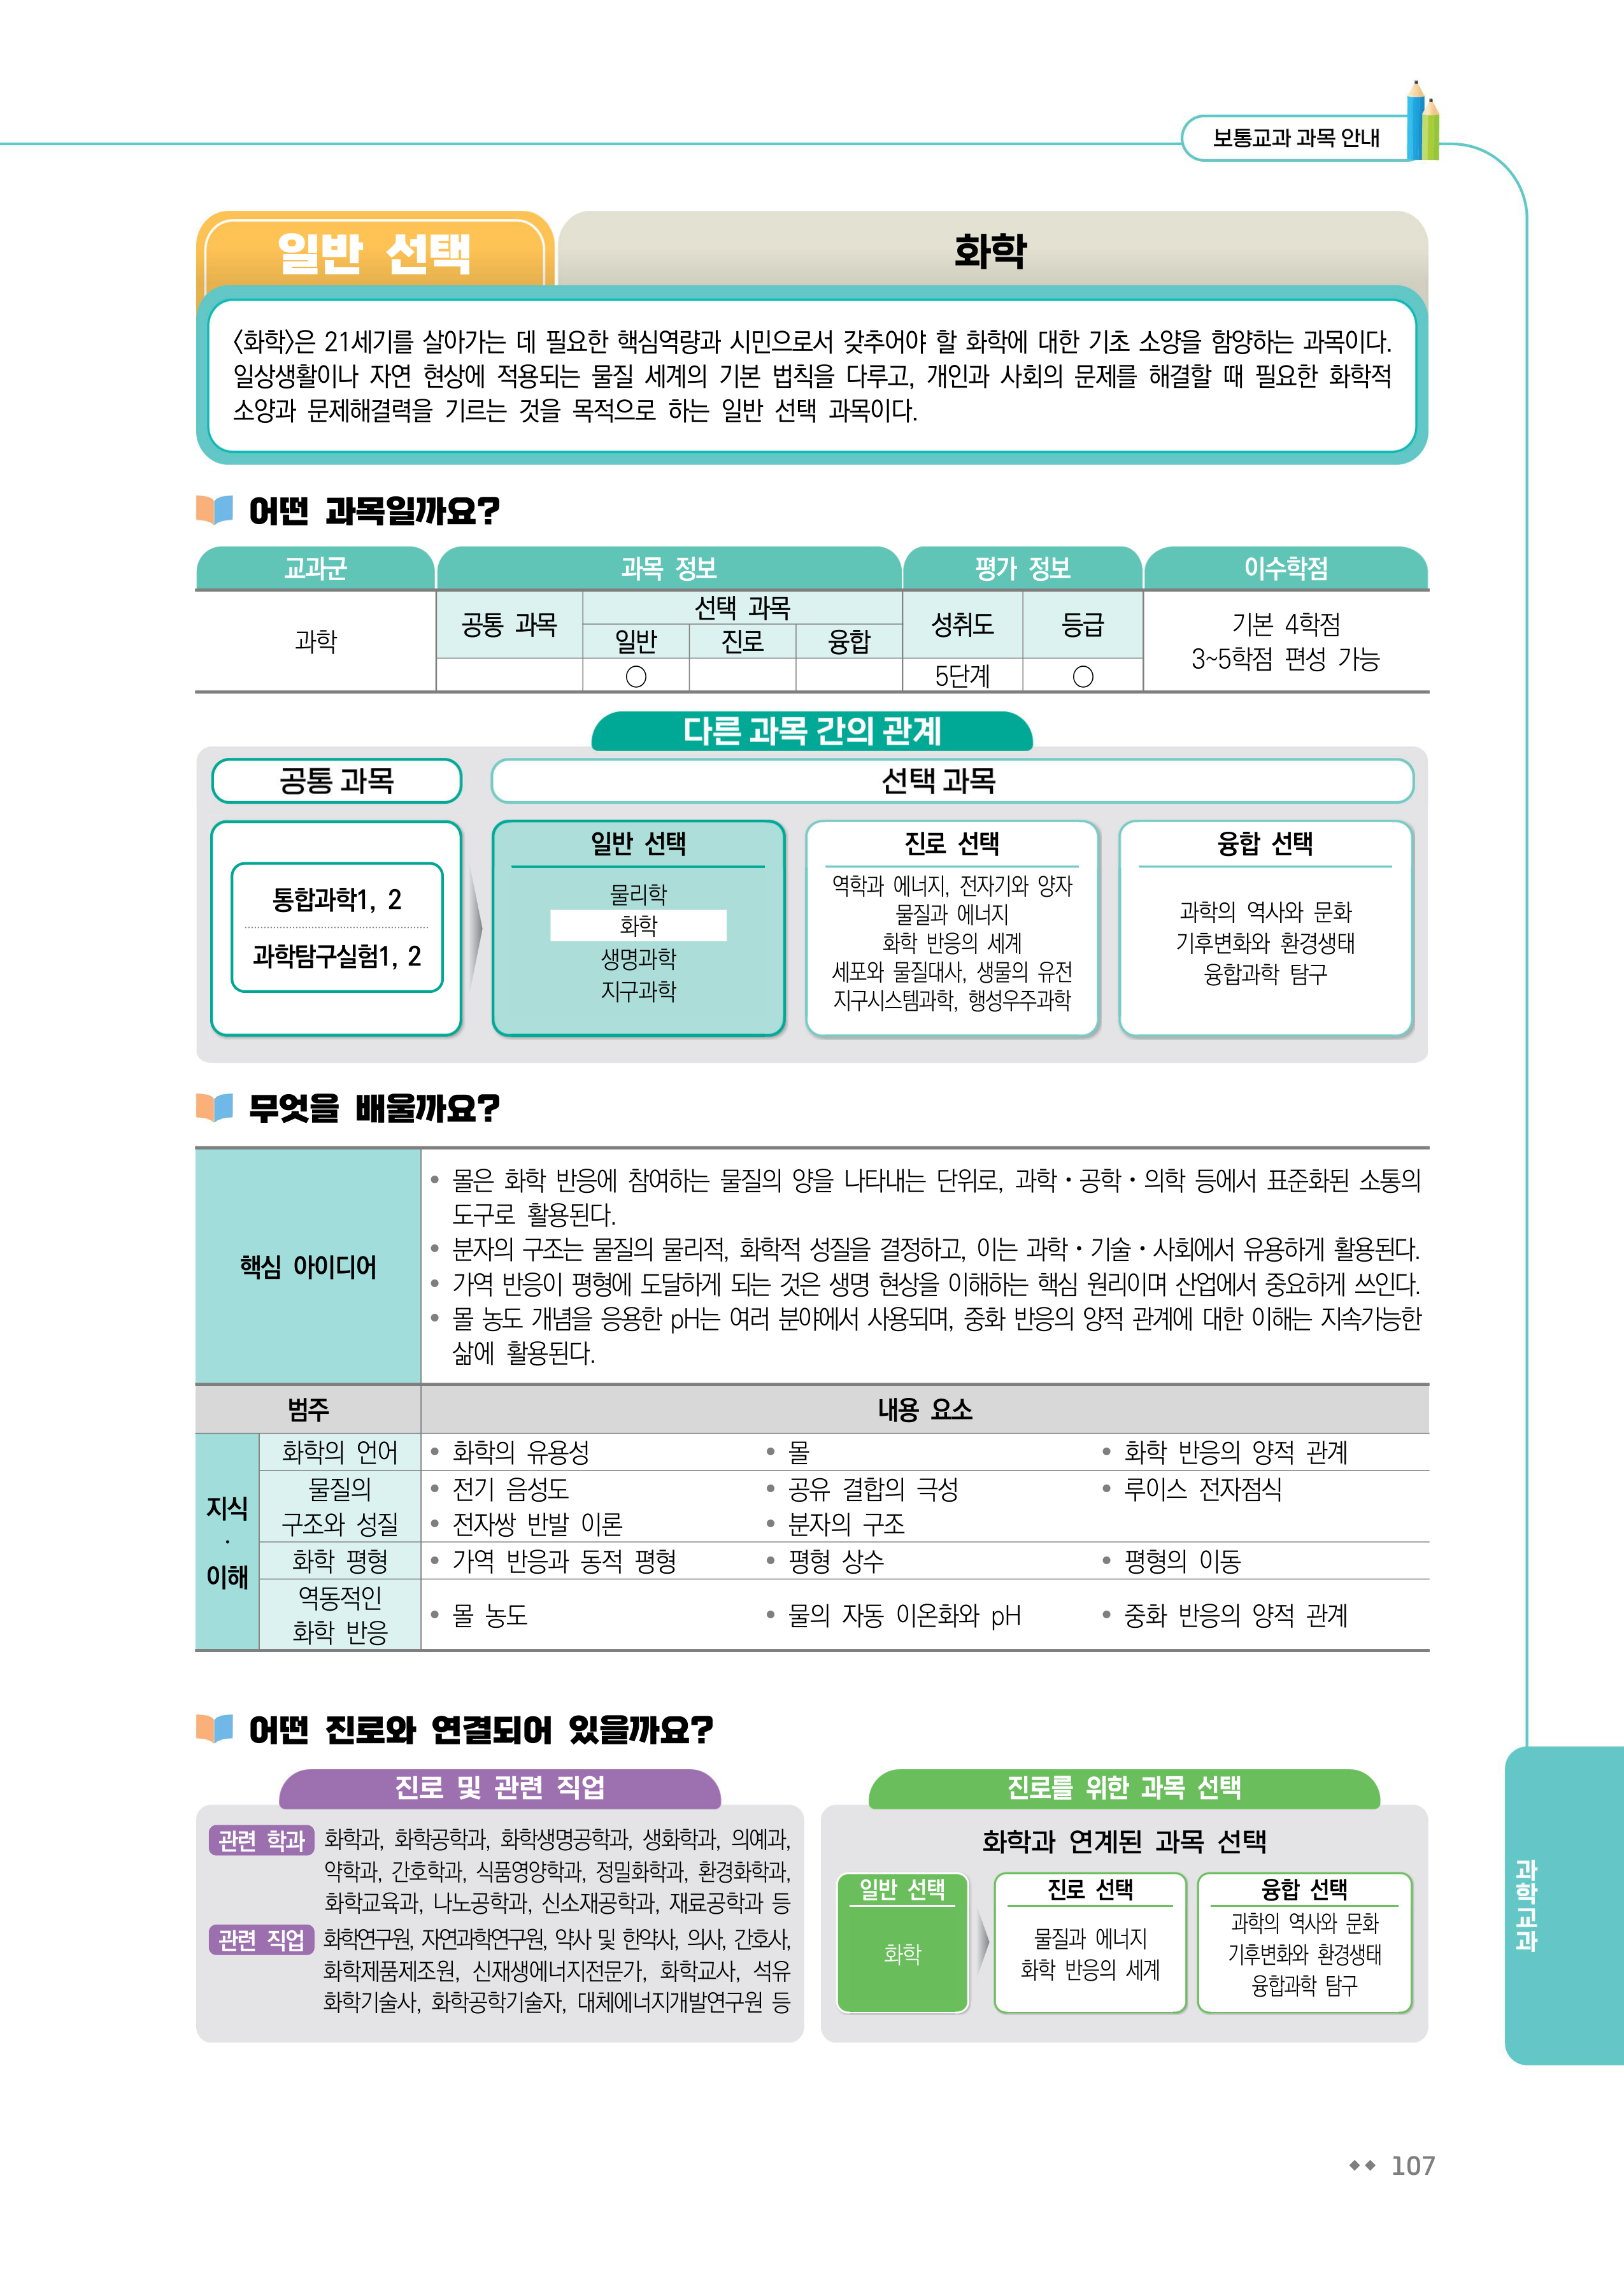 보통교과 과목 안내
일반 선택
화학
〈화학〉은 21세기를 살아가는 데 필요한 핵심역량과 시민으로서 갖추어야 할 화학에 대한 기초 소양을 함양하는 과목이다.
일상생활이나 자연 현상에 적용되는 물질 세계의 기본 법칙을 다루고, 개인과 사회의 문제를 해결할 때 필요한 화학적
소양과 문제해결력을 기르는 것을 목적으로 하는 일반 선택 과목이다.
어떤 과목일까요?
교과군 과목 정보 평가 정보 이수학점
과학
공통 과목
선택 과목
일반 진로 융합
성취도 등급
○ 5단계 ○
기본 4학점
3~5학점 편성 가능
다른 과목 간의 관계
공통 과목
선택 과목
통합과학1, 2
과학탐구실험1, 2
일반 선택
물리학
화학
생명과학
지구과학
진로 선택
역학과 에너지, 전자기와 양자
물질과 에너지
화학 반응의 세계
세포와 물질대사, 생물의 유전
지구시스템과학, 행성우주과학
융합 선택
과학의 역사와 문화
기후변화와 환경생태
융합과학 탐구
무엇을 배울까요?
핵심 아이디어
• 몰은 화학 반응에 참여하는 물질의 양을 나타내는 단위로, 과학・공학・의학 등에서 표준화된 소통의
도구로 활용된다.
• 분자의 구조는 물질의 물리적, 화학적 성질을 결정하고, 이는 과학・기술・사회에서 유용하게 활용된다.
• 가역 반응이 평형에 도달하게 되는 것은 생명 현상을 이해하는 핵심 원리이며 산업에서 중요하게 쓰인다.
• 몰 농도 개념을 응용한 pH는 여러 분야에서 사용되며, 중화 반응의 양적 관계에 대한 이해는 지속가능한
삶에 활용된다.
범주 내용 요소
지식
·
이해
화학의 언어 • 화학의 유용성 • 몰 • 화학 반응의 양적 관계
물질의
구조와 성질
• 전기 음성도 • 공유 결합의 극성 • 루이스 전자점식
• 전자쌍 반발 이론 • 분자의 구조
화학 평형 • 가역 반응과 동적 평형 • 평형 상수 • 평형의 이동
역동적인
화학 반응
• 몰 농도 • 물의 자동 이온화와 pH • 중화 반응의 양적 관계
어떤 진로와 연결되어 있을까요?
진로 및 관련 직업
관련 학과 화학과, 화학공학과, 화학생명공학과, 생화학과, 의예과,
약학과, 간호학과, 식품영양학과, 정밀화학과, 환경화학과,
화학교육과, 나노공학과, 신소재공학과, 재료공학과 등
관련 직업 화학연구원, 자연과학연구원, 약사 및 한약사, 의사, 간호사,
화학제품제조원, 신재생에너지전문가, 화학교사, 석유
화학기술사, 화학공학기술자, 대체에너지개발연구원 등
진로를 위한 과목 선택
화학과 연계된 과목 선택
일반 선택
화학
진로 선택
물질과 에너지
화학 반응의 세계
융합 선택
과학의 역사와 문화
기후변화와 환경생태
융합과학 탐구
과학교과
107